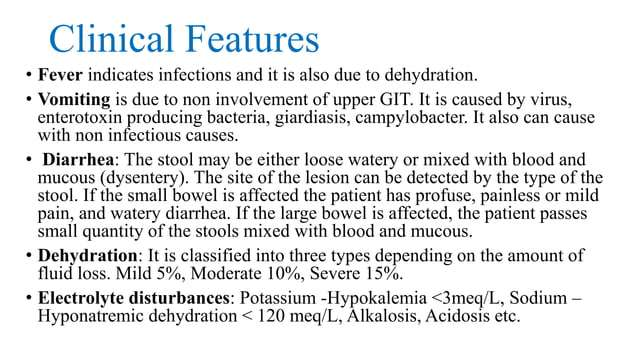 Clinical Features
• Fever indicates infections and it is also due to dehydration.
• Vomiting is due to non involvement of upper GIT. It is caused by virus,
enterotoxin producing bacteria, giardiasis, campylobacter. It also can cause
with non infectious causes.
• Diarrhea: The stool may be either loose watery or mixed with blood and
mucous (dysentery). The site of the lesion can be detected by the type of the
stool. If the small bowel is affected the patient has profuse, painless or mild
pain, and watery diarrhea. If the large bowel is affected, the patient passes
small quantity of the stools mixed with blood and mucous.
• Dehydration: It is classified into three types depending on the amount of
fluid loss. Mild 5%, Moderate 10%, Severe 15%.
• Electrolyte disturbances: Potassium -Hypokalemia <3meq/L, Sodium –
Hyponatremic dehydration < 120 meq/L, Alkalosis, Acidosis etc.